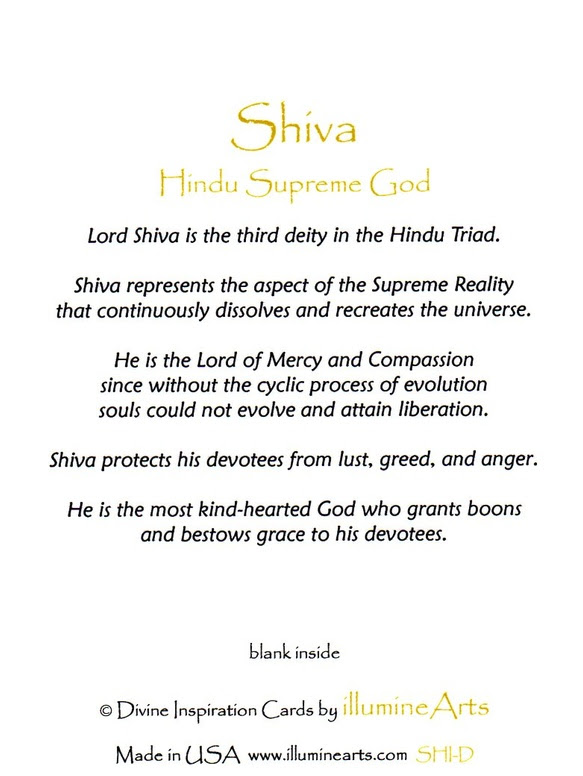 Shiva
Hindu Supreme God
Lord Shiva is the third deity in the Hindu Triad.
Shiva represents the aspect of the Supreme Reality
that continuously dissolves and recreates the universe.
He is the Lord of Mercy and Compassion
since without the cyclic process of evolution
souls could not evolve and attain liberation.
Shiva protects his devotees from lust, greed, and anger.
He is the most kind-hearted God who grants boons
and bestows grace to his devotees.
blank inside
© Divine Inspiration Cards by illumineArts
Made in USA www.illuminearts.com SHI-D